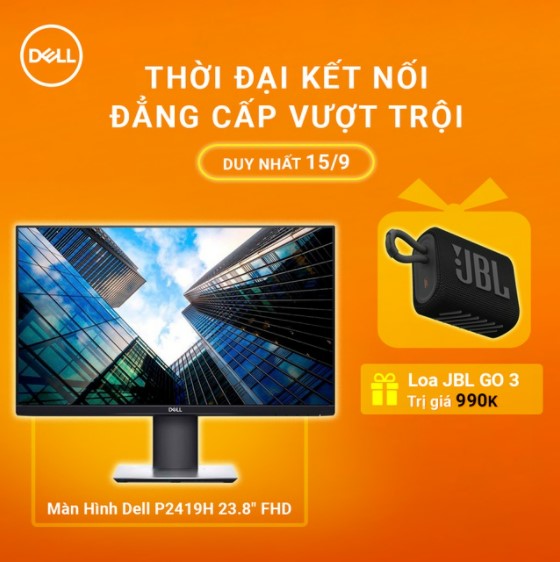 DELL
THỜI ĐẠI KẾT NỐI
ĐẲNG CẤP VƯỢT TRỘI
DUY NHẤT 15/9
JBL
DELL
Loa JBL GO 3
Trị giá 990K
Màn Hình Dell P2419H 23.8" FHD